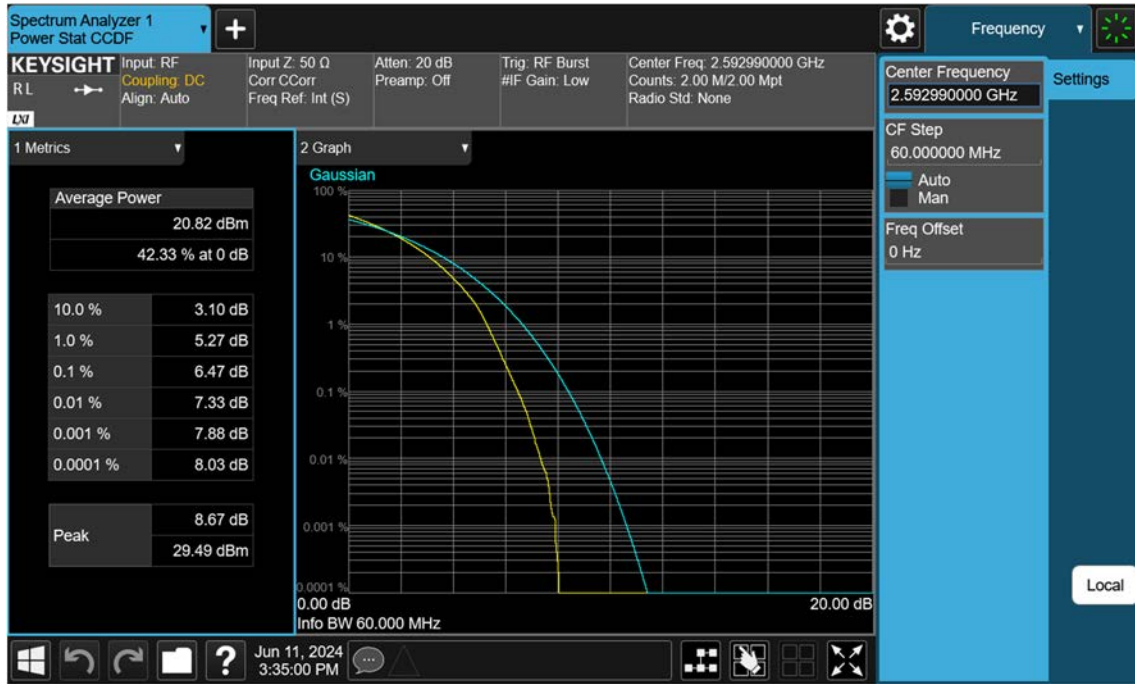 Spectrum Analyzer 1
Power Stat CCDF
+
Frequency
KEYSIGHT
RL
LXI
Input: RF
Coupling: DC
Align: Auto
Input Z: 50 Ω
Corr CCorr
Freq Ref: Int (S)
Atten: 20 dB
Preamp: Off
Trig: RF Burst
#IF Gain: Low
Center Freq: 2.592990000 GHz
Counts: 2.00 M/2.00 Mpt
Radio Std: None
Center Frequency
2.592990000 GHz
Settings
CF Step
60.000000 MHz
Auto
Man
Freq Offset
0 Hz
Local
1 Metrics
Average Power
20.82 dBm
42.33 % at 0 dB
10.0 % 3.10 dB
1.0 % 5.27 dB
0.1 % 6.47 dB
0.01 % 7.33 dB
0.001 % 7.88 dB
0.0001 % 8.03 dB
Peak
8.67 dB
29.49 dBm
2 Graph
Gaussian
100 %
10 %
1 %
0.1 %
0.01 %
0.001 %
0.0001 %
0.00 dB 20.00 dB
Info BW 60.000 MHz
?
Jun 11, 2024
3:35:00 PM